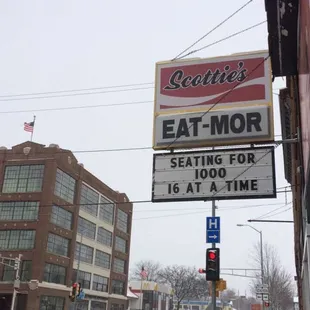 Scottie's
EAT-MOR
SEATING FOR
1000
16 AT A TIME
H